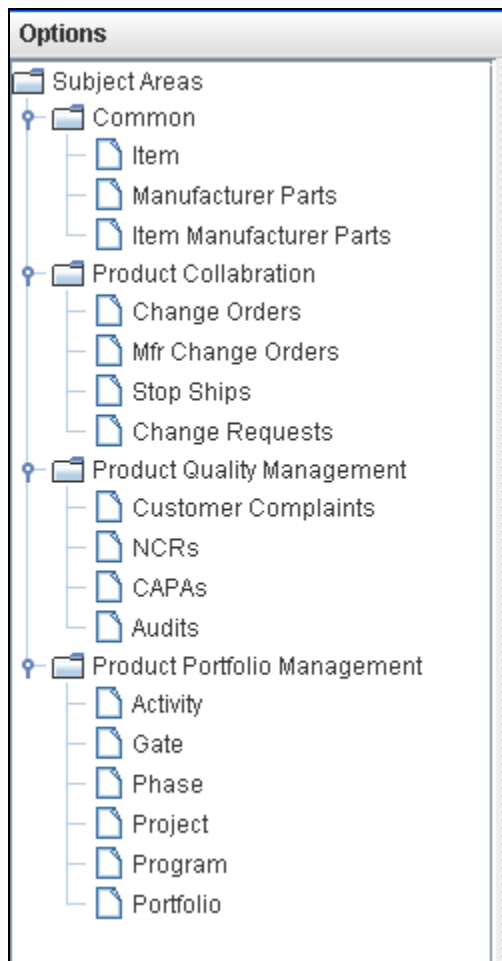 Options
Subject Areas
Common
Item
Manufacturer Parts
Item Manufacturer Parts
Product Collabration
Change Orders
Mfr Change Orders
Stop Ships
Change Requests
Product Quality Management
Customer Complaints
NCRs
CAPAs
Audits
Product Portfolio Management
Activity
Gate
Phase
Project
Program
Portfolio